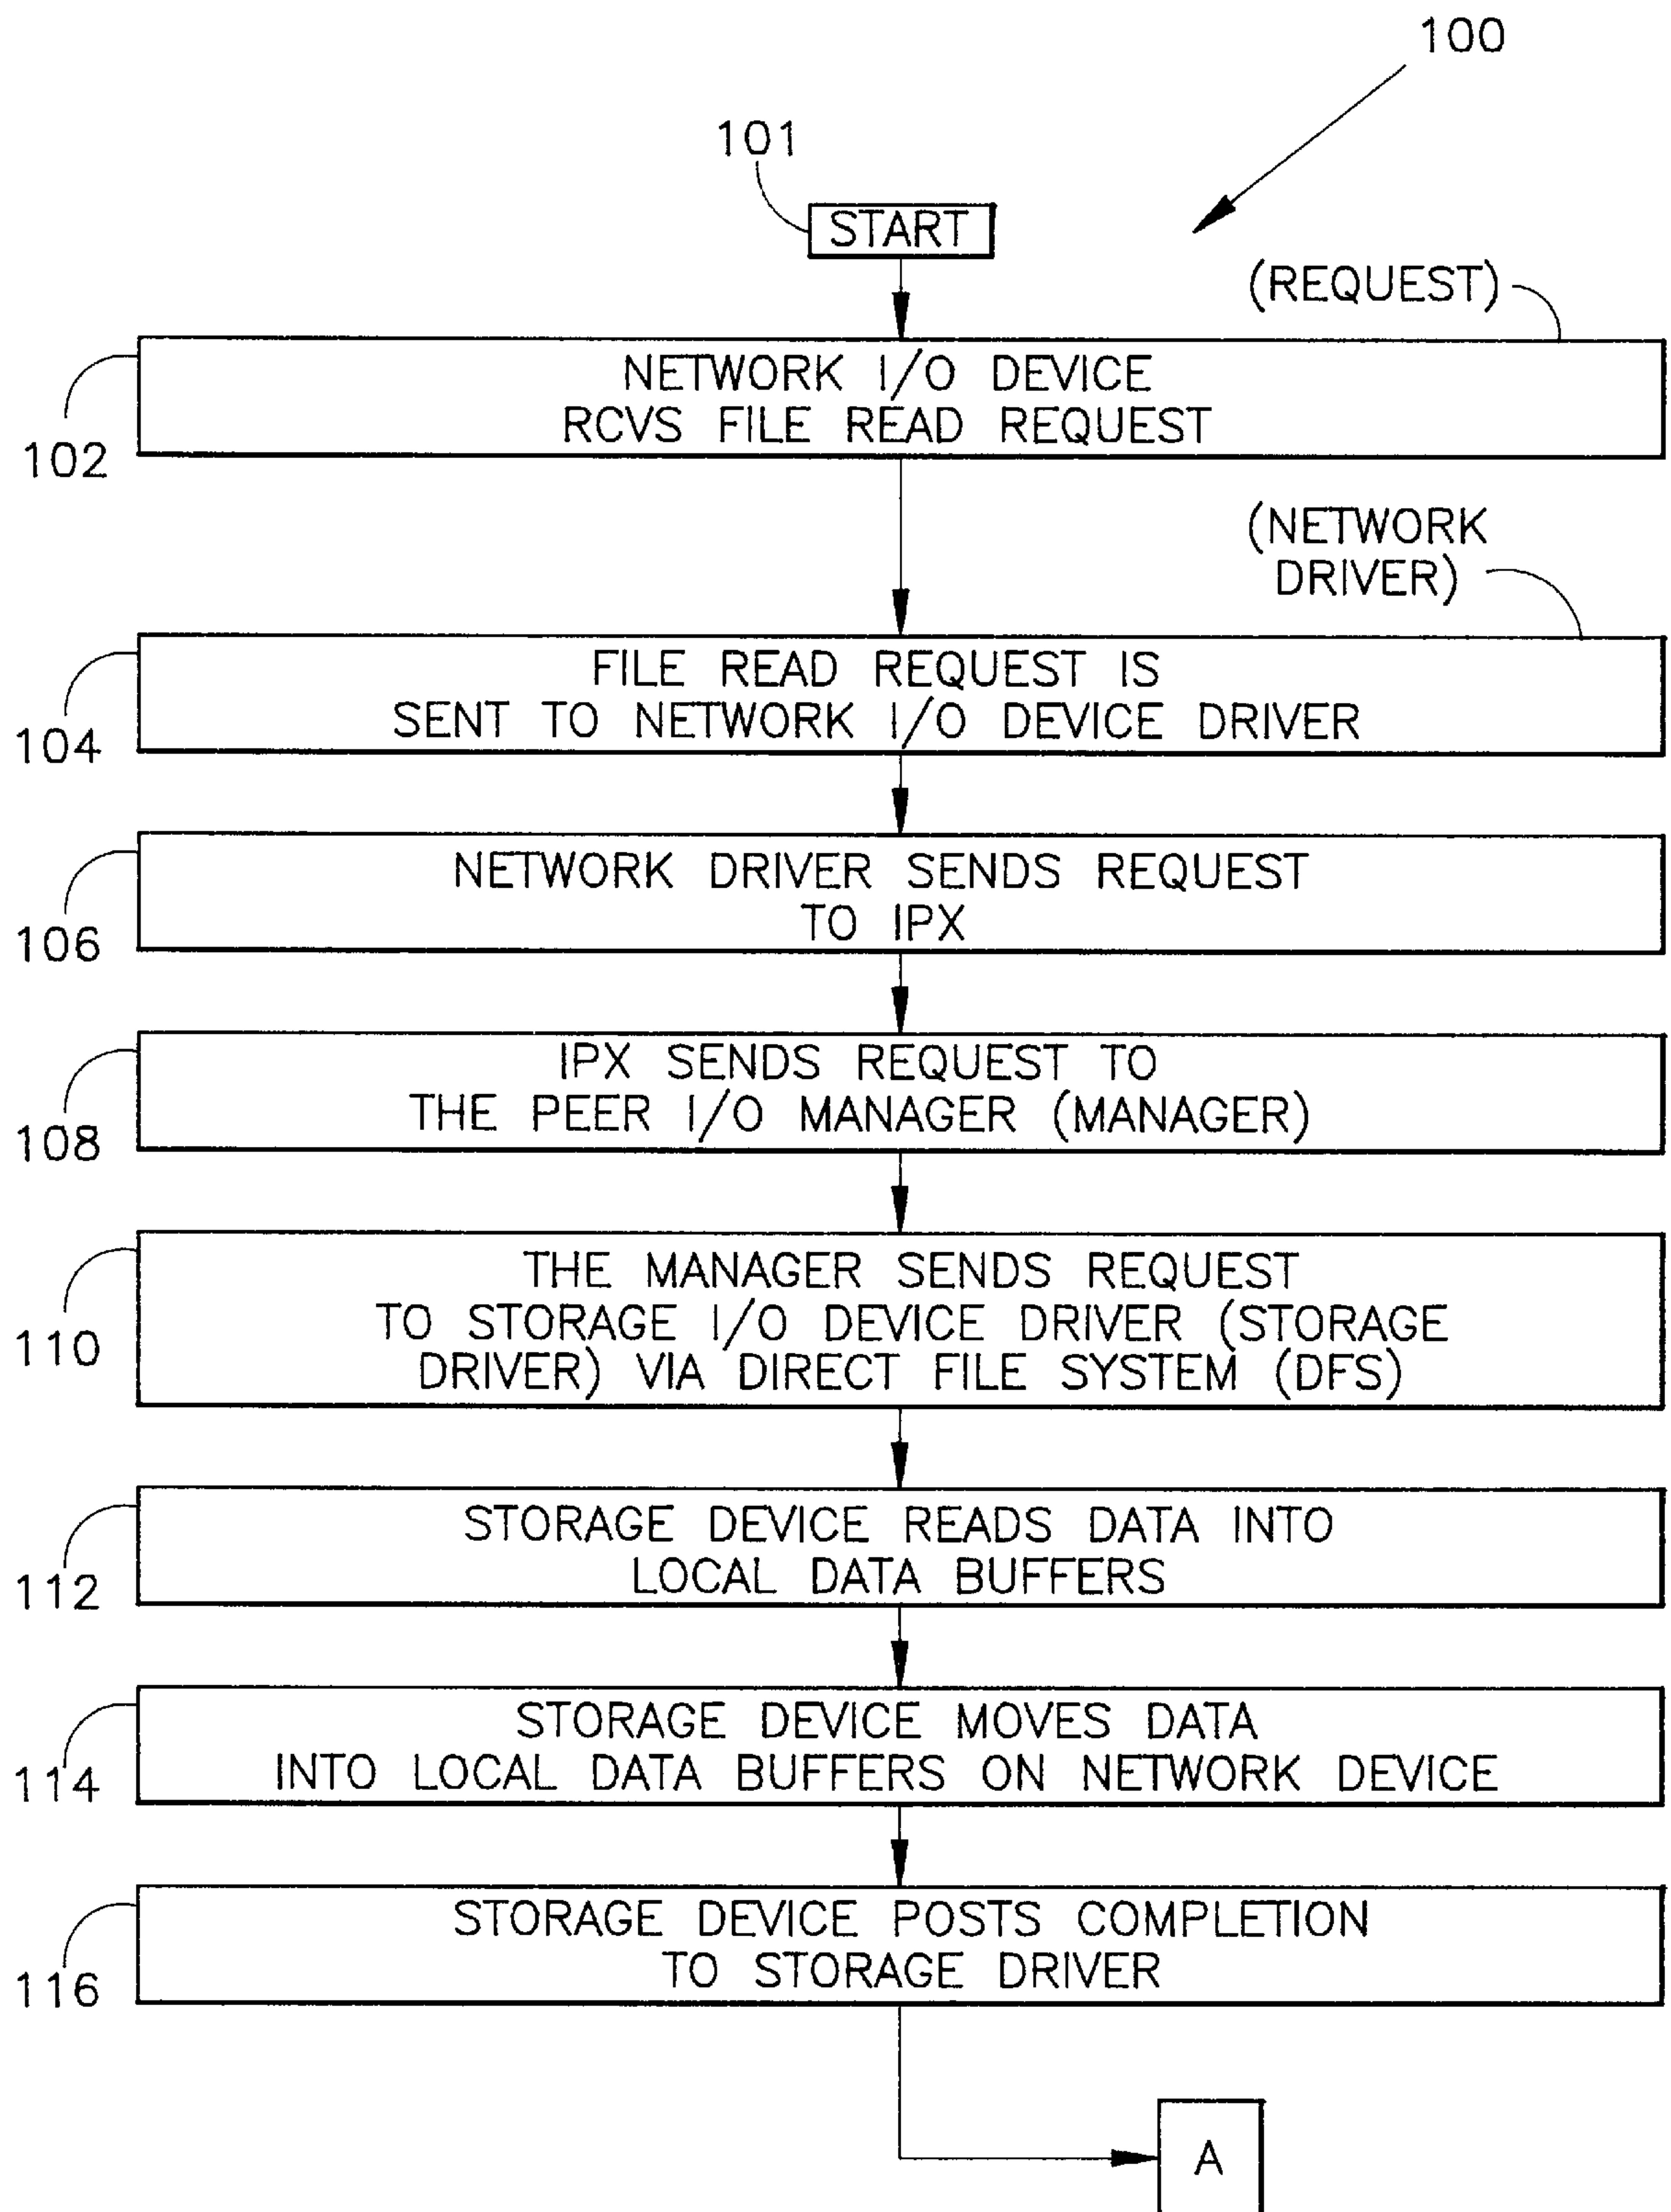 100
101
START
(REQUEST)
NETWORK I/O DEVICE
RCVS FILE READ REQUEST
102
(NETWORK
DRIVER)
FILE READ REQUEST IS
SENT TO NETWORK I/O DEVICE DRIVER
104
NETWORK DRIVER SENDS REQUEST
TO IPX
106
IPX SENDS REQUEST TO
THE PEER I/O MANAGER (MANAGER)
108
THE MANAGER SENDS REQUEST
TO STORAGE I/O DEVICE DRIVER (STORAGE
DRIVER) VIA DIRECT FILE SYSTEM (DFS)
110
STORAGE DEVICE READS DATA INTO
LOCAL DATA BUFFERS
112
STORAGE DEVICE MOVES DATA
INTO LOCAL DATA BUFFERS ON NETWORK DEVICE
114
STORAGE DEVICE POSTS COMPLETION
TO STORAGE DRIVER
116
A